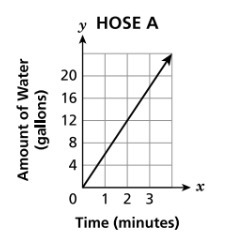 y HOSE A
Amount of Water
(gallons)
20
16
12
8
4
0 1 2 3 x
Time (minutes)